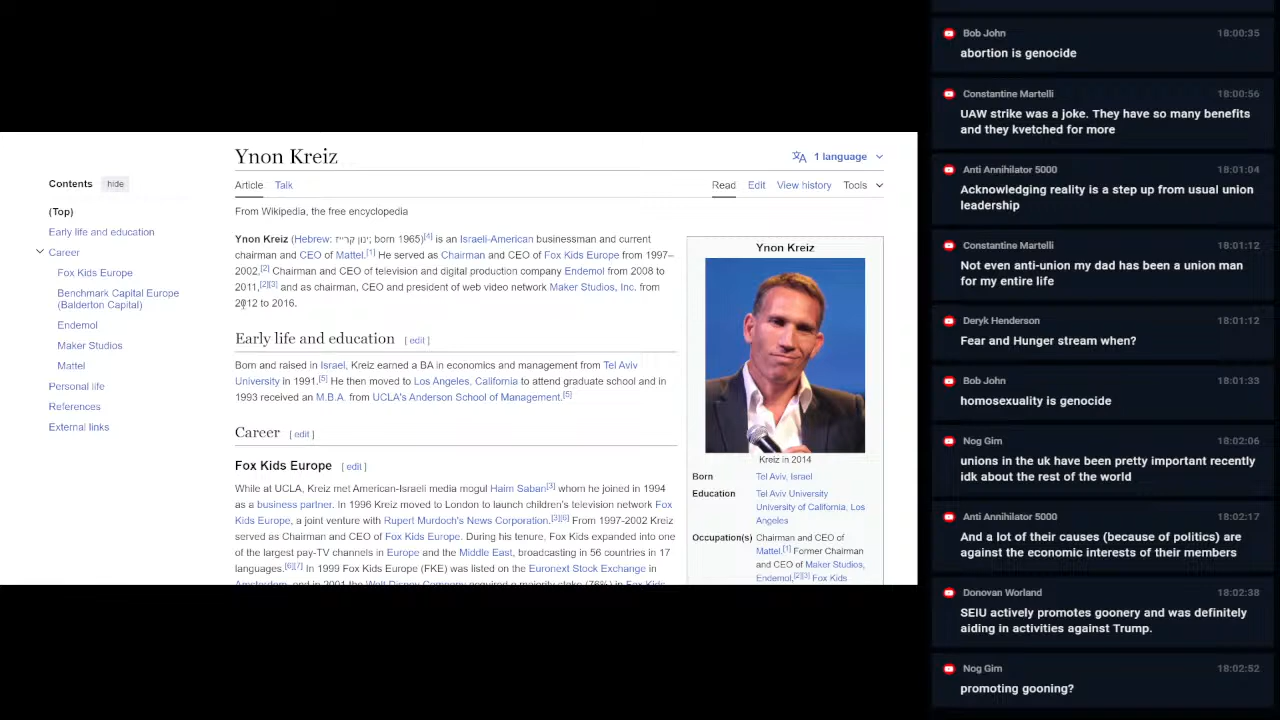 Ynon Kreiz
1 language
Contents hide
Article Talk
Read Edit View history Tools
(Top)
Early life and education
Career
Fox Kids Europe
Benchmark Capital Europe
(Balderton Capital)
Endemol
Maker Studios
Mattel
Personal life
References
External links
From Wikipedia, the free encyclopedia
Ynon Kreiz (Hebrew: ינון קרייז; born 1965)[4] is an Israeli-American businessman and current
chairman and CEO of Mattel.[1] He served as Chairman and CEO of Fox Kids Europe from 1997–
2002.[2] Chairman and CEO of television and digital production company Endemol from 2008 to
2011,[2][3] and as chairman, CEO and president of web video network Maker Studios, Inc. from
2012 to 2016.
Early life and education [ edit ]
Born and raised in Israel, Kreiz earned a BA in economics and management from Tel Aviv
University in 1991.[5] He then moved to Los Angeles, California to attend graduate school and in
1993 received an M.B.A. from UCLA's Anderson School of Management.[5]
Career [ edit ]
Fox Kids Europe [ edit ]
While at UCLA, Kreiz met American-Israeli media mogul Haim Saban[3] whom he joined in 1994
as a business partner. In 1996 Kreiz moved to London to launch children's television network Fox
Kids Europe, a joint venture with Rupert Murdoch's News Corporation.[3][6] From 1997-2002 Kreiz
served as Chairman and CEO of Fox Kids Europe. During his tenure, Fox Kids expanded into one
of the largest pay-TV channels in Europe and the Middle East, broadcasting in 56 countries in 17
languages.[6][7] In 1999 Fox Kids Europe (FKE) was listed on the Euronext Stock Exchange in
Amsterdam, and in 2001 the Walt Disney Company acquired a majority stake (76%) in Fox Kids
Ynon Kreiz
Kreiz in 2014
Born Tel Aviv, Israel
Education Tel Aviv University
University of California, Los
Angeles
Occupation(s) Chairman and CEO of
Mattel.[1] Former Chairman
and CEO of Maker Studios,
Endemol,[2][3] Fox Kids
Bob John 18:00:35
abortion is genocide
Constantine Martelli 18:00:56
UAW strike was a joke. They have so many benefits
and they kvetched for more
Anti Annihilator 5000 18:01:04
Acknowledging reality is a step up from usual union
leadership
Constantine Martelli 18:01:12
Not even anti-union my dad has been a union man
for my entire life
Deryk Henderson 18:01:12
Fear and Hunger stream when?
Bob John 18:01:33
homosexuality is genocide
Nog Gim 18:02:06
unions in the uk have been pretty important recently
idk about the rest of the world
Anti Annihilator 5000 18:02:17
And a lot of their causes (because of politics) are
against the economic interests of their members
Donovan Worland 18:02:38
SEIU actively promotes goonery and was definitely
aiding in activities against Trump.
Nog Gim 18:02:52
promoting gooning?